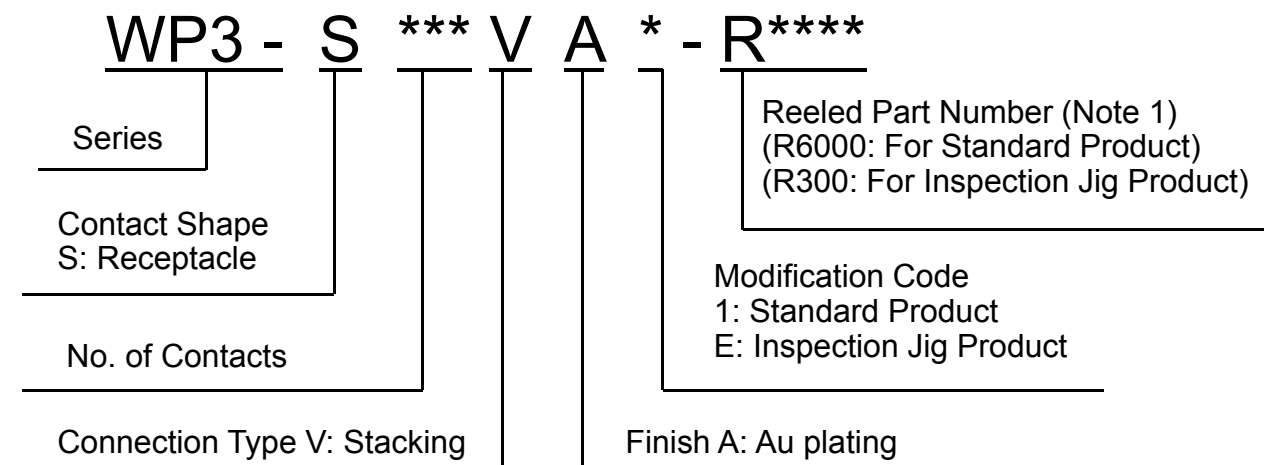 WP3 - S *** V A * - R****
Series
Reeled Part Number (Note 1)
(R6000: For Standard Product)
(R300: For Inspection Jig Product)
Contact Shape
S: Receptacle
Modification Code
1: Standard Product
E: Inspection Jig Product
No. of Contacts
Connection Type V: Stacking
Finish A: Au plating